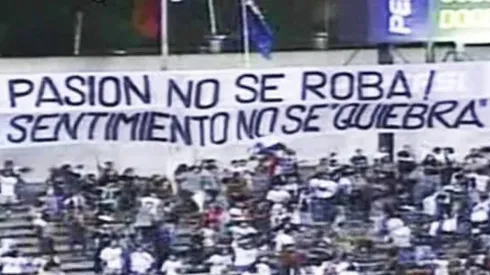 PASION NO SE ROBA!
SENTIMIENTO NO SE "QUIEBRA"